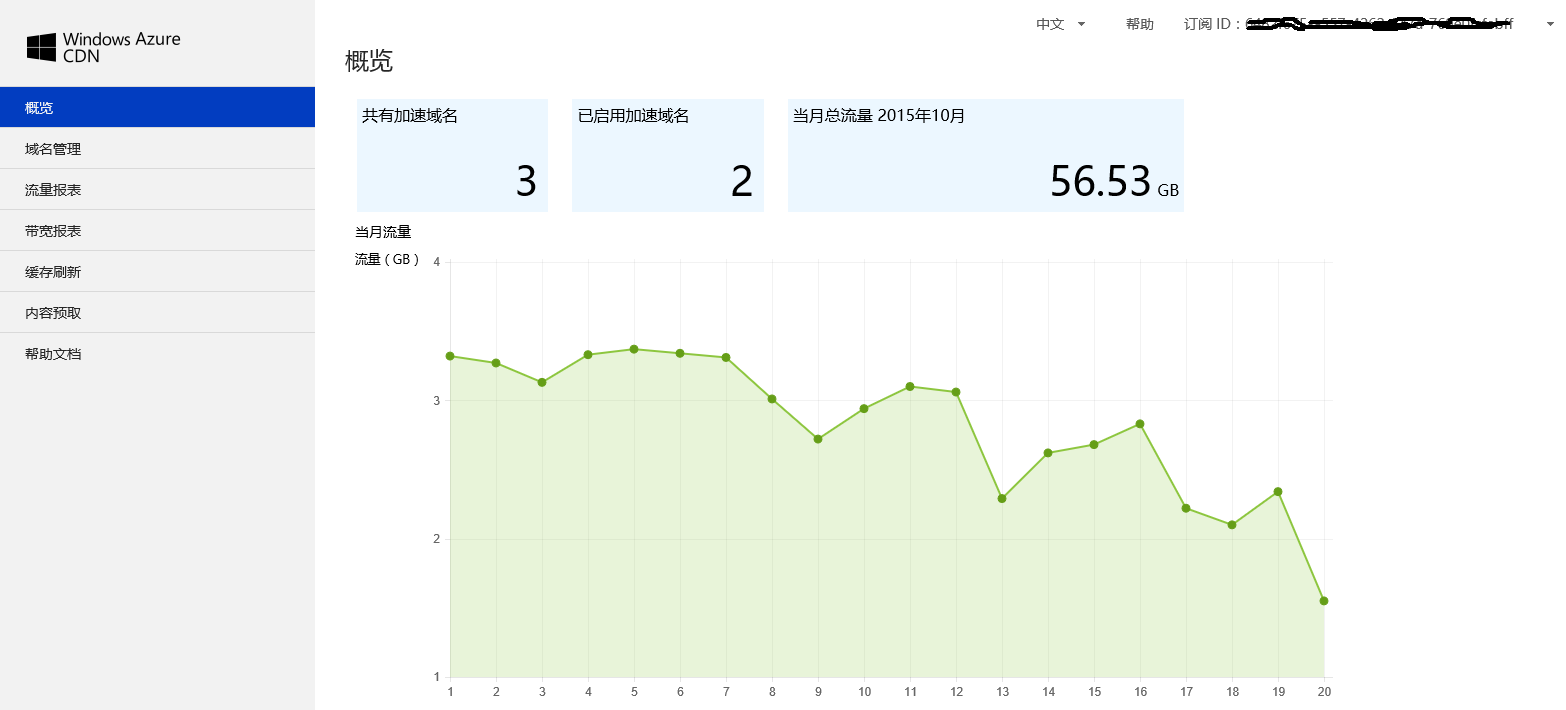 Windows Azure
CDN
中文 帮助 订阅 ID：
概览
域名管理
流量报表
带宽报表
缓存刷新
内容预取
帮助文档
概览
共有加速域名
3
已启用加速域名
2
当月总流量 2015年10月
56.53 GB
当月流量
流量 ( GB )
4
3
2
1
1 2 3 4 5 6 7 8 9 10 11 12 13 14 15 16 17 18 19 20